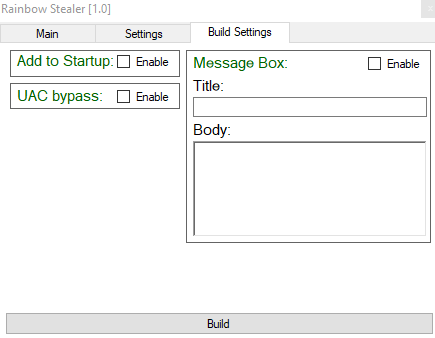 Rainbow Stealer [1.0]
Main Settings Build Settings
Add to Startup: Enable
UAC bypass: Enable
Message Box: Enable
Title:
Body:
Build